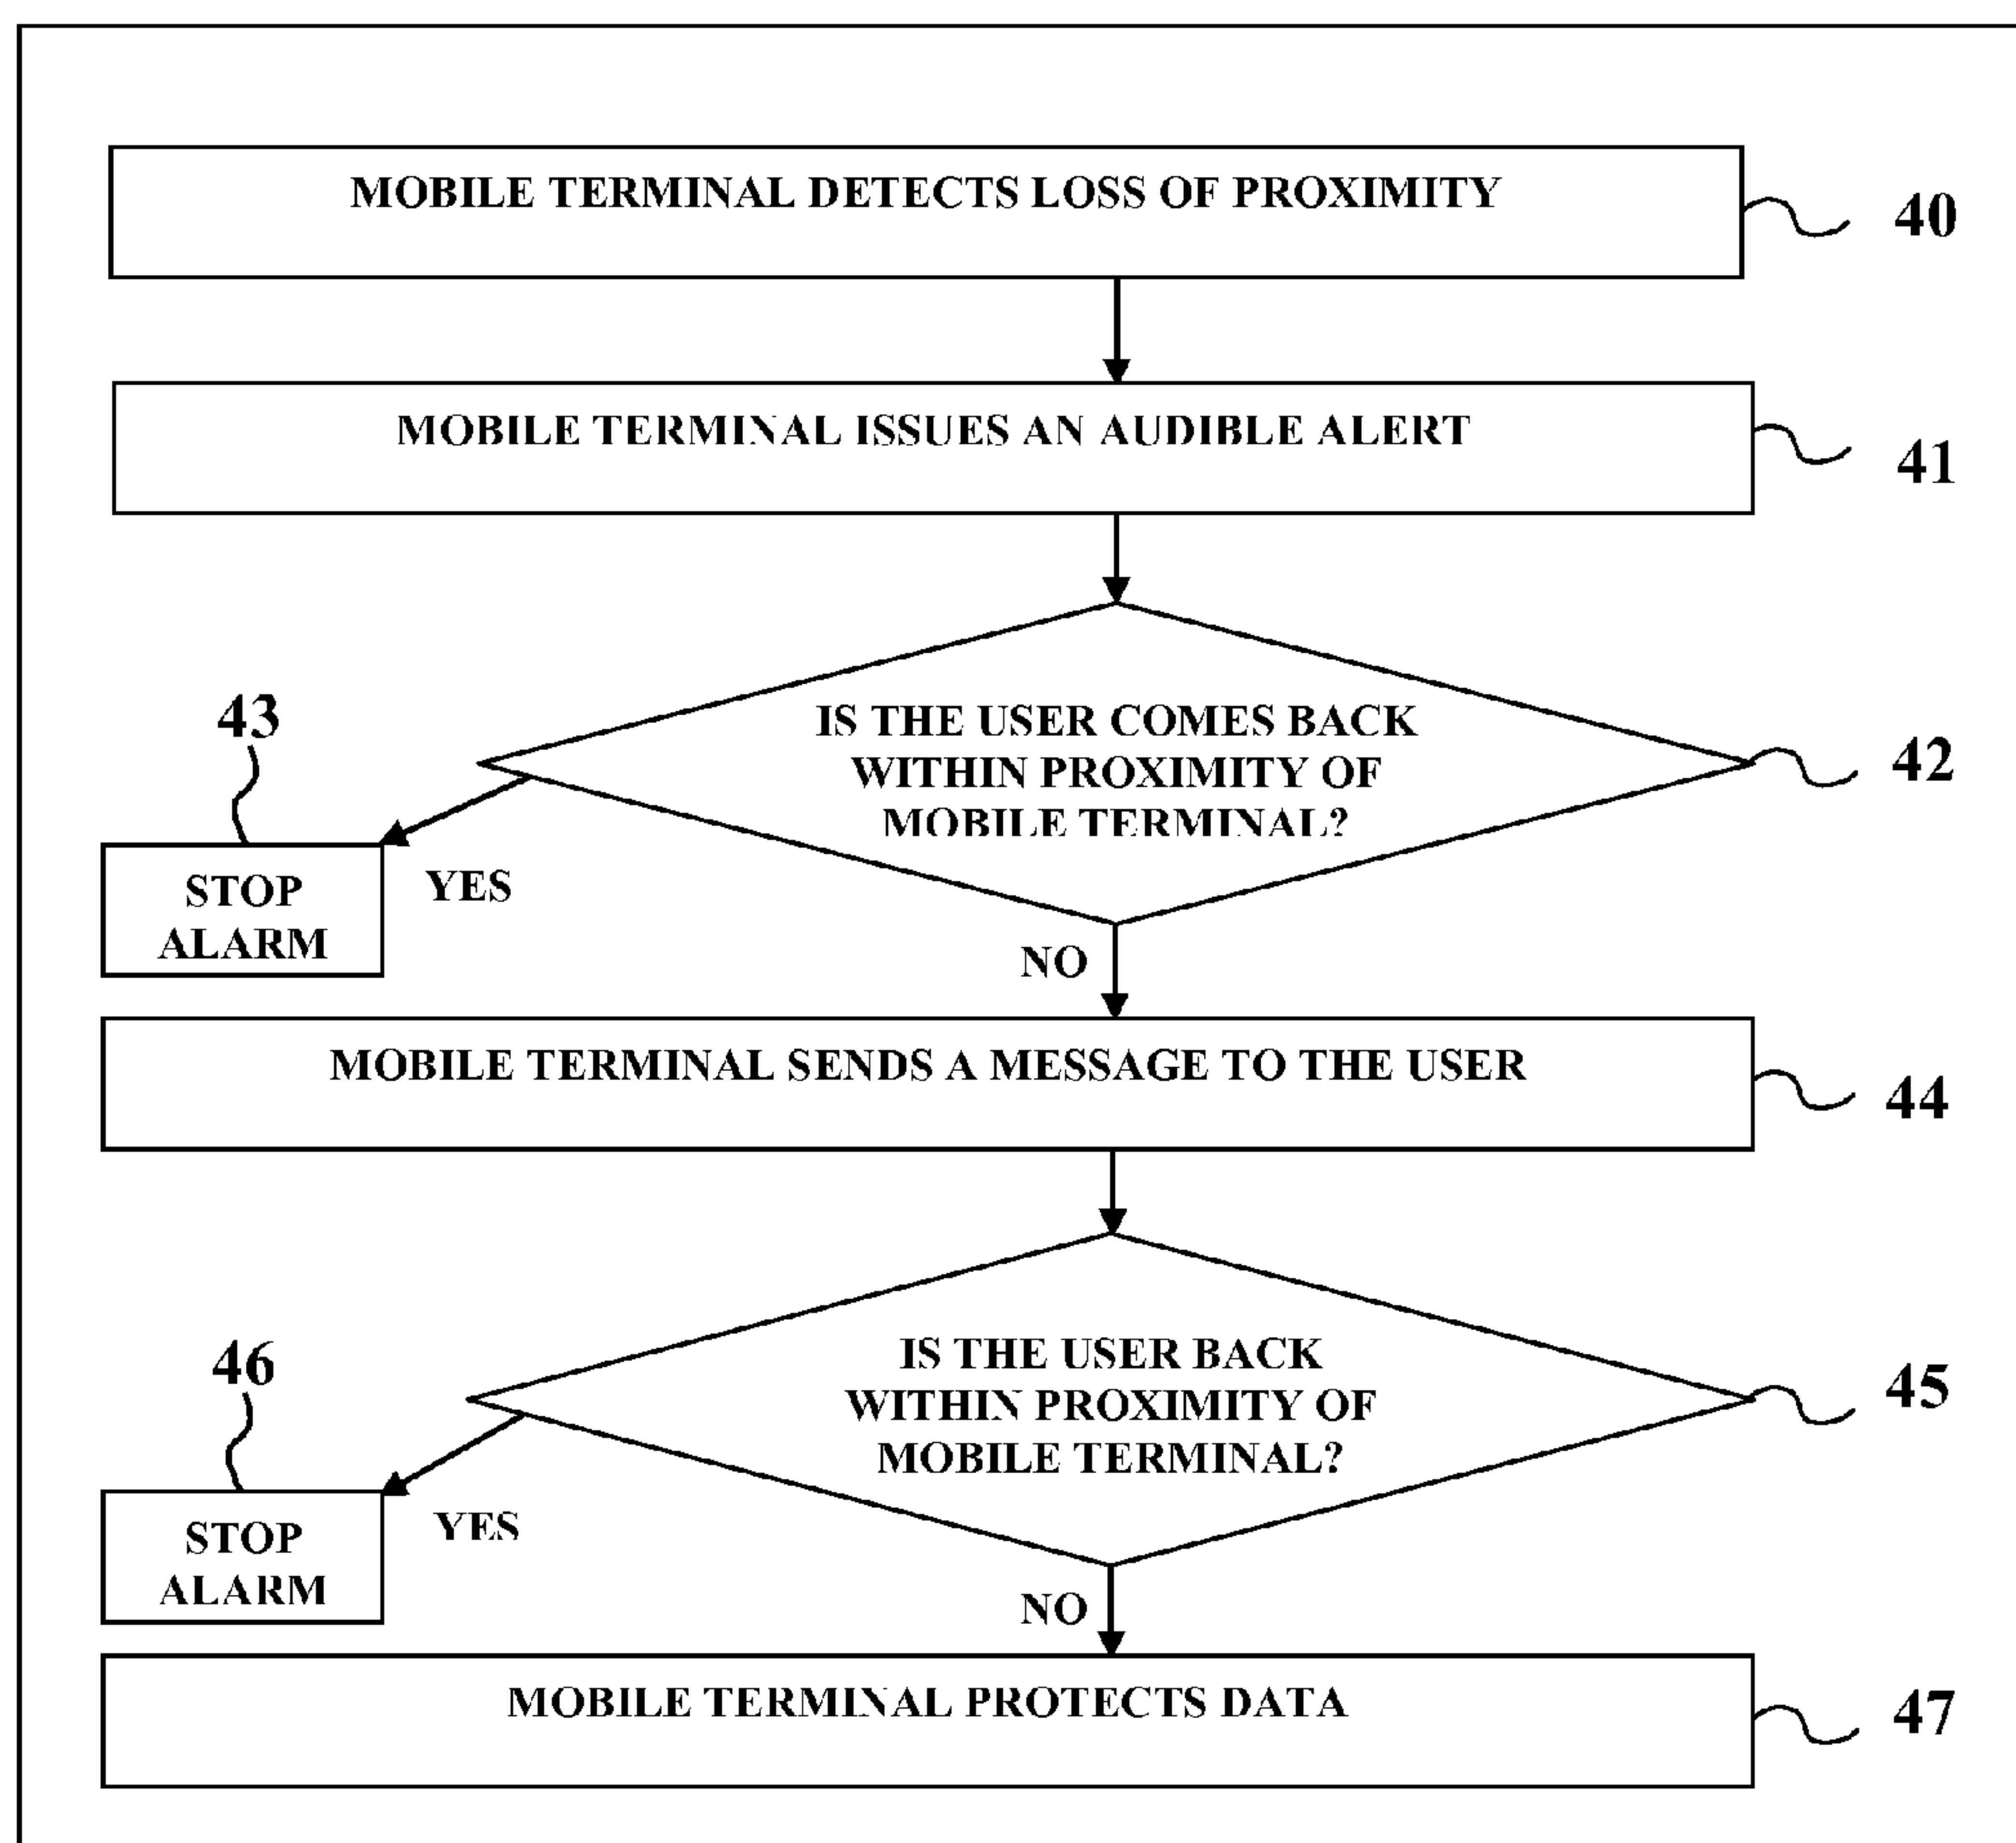 MOBILE TERMINAL DETECTS LOSS OF PROXIMITY
40
MOBILE TERMINAL ISSUES AN AUDIBLE ALERT
41
IS THE USER COMES BACK
WITHIN PROXIMITY OF
MOBILE TERMINAL?
42
43
STOP
ALARM
YES
NO
MOBILE TERMINAL SENDS A MESSAGE TO THE USER
44
IS THE USER BACK
WITHIN PROXIMITY OF
MOBILE TERMINAL?
45
46
STOP
ALARM
YES
NO
MOBILE TERMINAL PROTECTS DATA
47